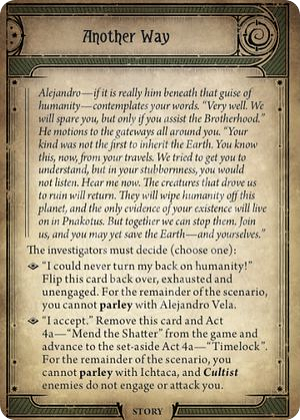 Another Way
Alejandro—if it is really him beneath that guise of
humanity—contemplates your words. “Very well. We
will spare you, but only if you assist the Brotherhood.”
He motions to the gateways all around you. “Your
kind was not the first to inherit the Earth. You know
this, now, from your travels. We tried to get you to
understand, but in your stubbornness, you would
not listen. Hear me now. The creatures that drove us
to ruin will return. They will wipe humanity off this
planet, and the only evidence of your existence will live
on in Pnakotus. But together we can stop them. Join
us, and you may yet save the Earth—and yourselves.”
The investigators must decide (choose one):
“I could never turn my back on humanity!”
Flip this card back over, exhausted and
unengaged. For the remainder of the scenario,
you cannot parley with Alejandro Vela.
“I accept.” Remove this card and Act
4a—“Mend the Shatter” from the game and
advance to the set-aside Act 4a—“Timelock”.
For the remainder of the scenario, you
cannot parley with Ichtaca, and Cultist
enemies do not engage or attack you.
STORY